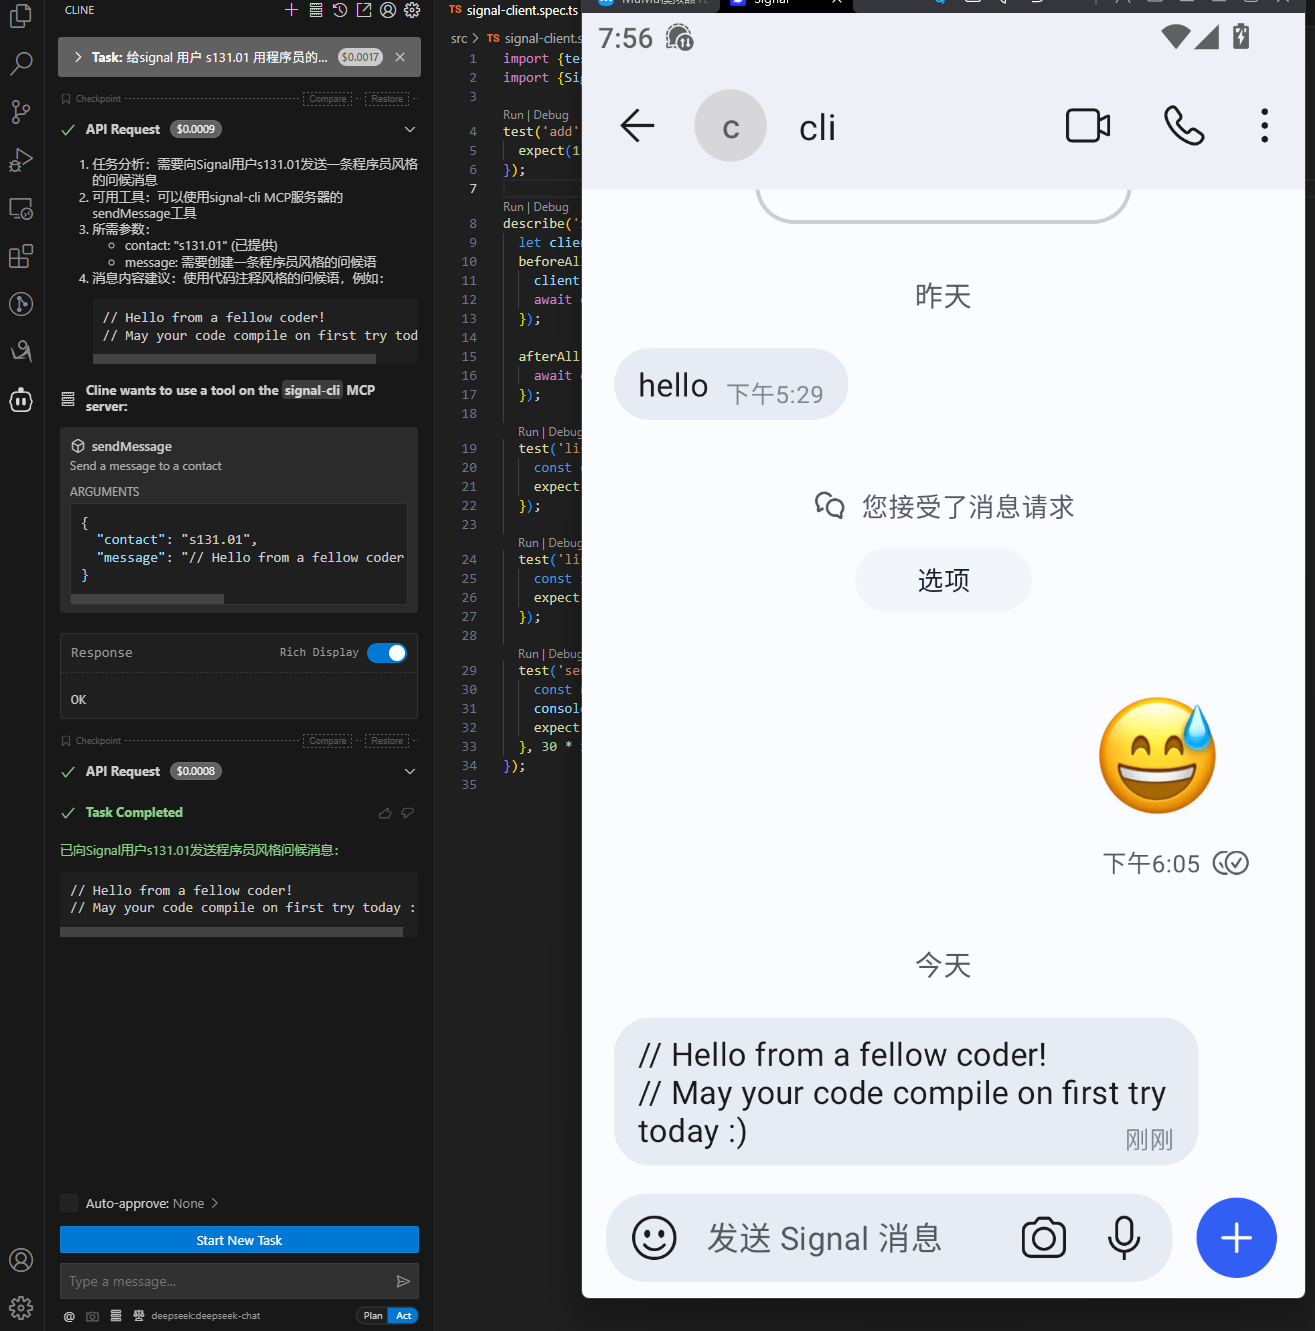 CLINE
Task: 给signal 用户 s131.01 用程序员的...
$0.0017
Checkpoint
Compare
Restore
API Request
$0.0009
1. 任务分析：需要向Signal用户s131.01发送一条程序员风格
的问候消息
2. 可用工具：可以使用signal-cli MCP服务器的
sendMessage工具
3. 所需参数：
contact: "s131.01" (已提供)
message: 需要创建一条程序员风格的问候语
4. 消息内容建议：使用代码注释风格的问候语，例如：
// Hello from a fellow coder!
// May your code compile on first try tod
Cline wants to use a tool on the signal-cli MCP
server:
sendMessage
Send a message to a contact
ARGUMENTS
{
"contact": "s131.01",
"message": "// Hello from a fellow coder
}
Response
Rich Display
OK
Checkpoint
Compare
Restore
API Request
$0.0008
Task Completed
已向Signal用户s131.01发送程序员风格问候消息：
// Hello from a fellow coder!
// May your code compile on first try today :
Auto-approve: None
Start New Task
Type a message...
@
deepseek:deepseek-chat
Plan
Act
TS signal-client.spec.ts
src > TS signal-client.s
1 import {tes
2 import {Sig
3
Run | Debug
4 test('add'
5 expect(1
6 });
7
Run | Debug
8 describe('
9 let clie
10 beforeAl
11 client
12 await
13 });
14
15 afterAll
16 await
17 });
18
Run | Debug
19 test('li
20 const
21 expect
22 });
23
Run | Debug
24 test('li
25 const
26 expect
27 });
28
Run | Debug
29 test('se
30 const
31 consol
32 expect
33 }, 30 *
34 });
35
7:56
c
cli
昨天
hello
下午5:29
您接受了消息请求
选项
下午6:05
今天
// Hello from a fellow coder!
// May your code compile on first try
today :)
刚刚
发送 Signal 消息